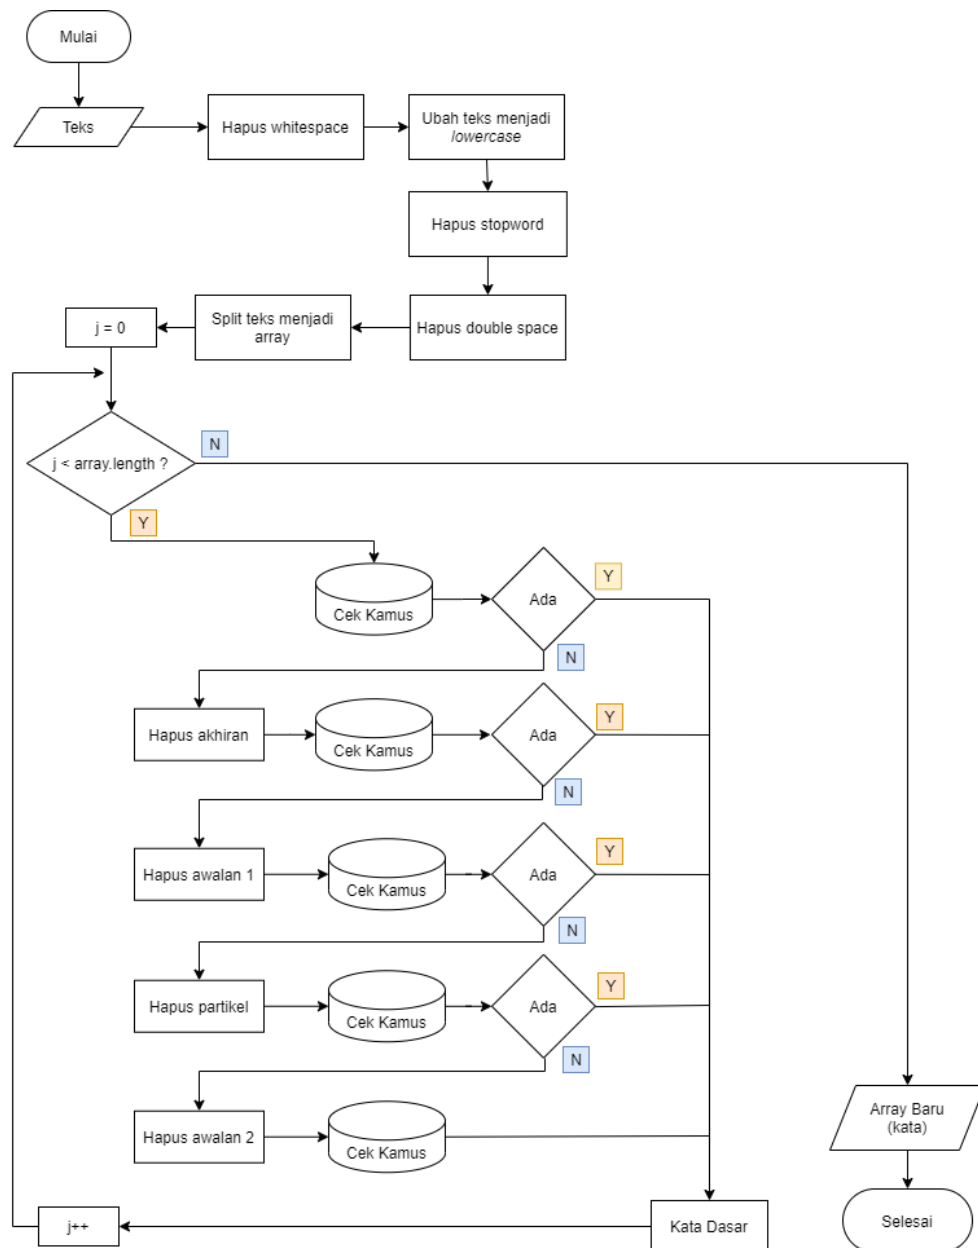 Mulai
Teks
Hapus whitespace
Ubah teks menjadi
lowercase
Hapus stopword
Hapus double space
Split teks menjadi
array
j = 0
j < array.length ?
N
Y
Cek Kamus
Ada
Y
N
Hapus akhiran
Cek Kamus
Ada
Y
N
Hapus awalan 1
Cek Kamus
Ada
Y
N
Hapus partikel
Cek Kamus
Ada
Y
N
Hapus awalan 2
Cek Kamus
Array Baru
(kata)
Kata Dasar
j++
Selesai